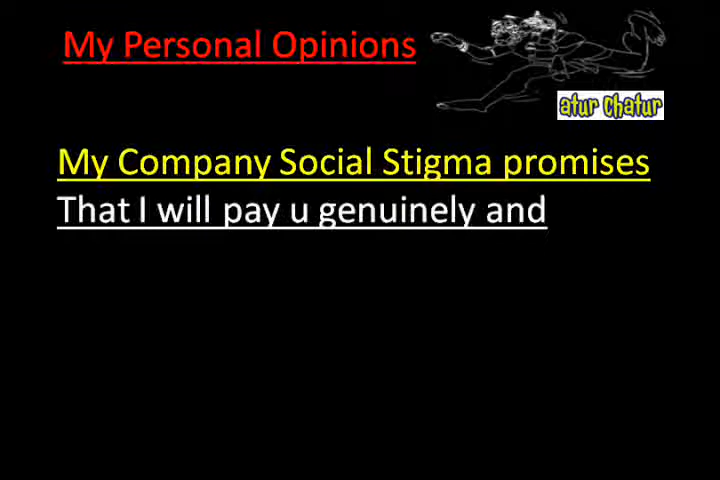 My Personal Opinions
atur chatur
My Company Social Stigma promises
That I will pay u genuinely and